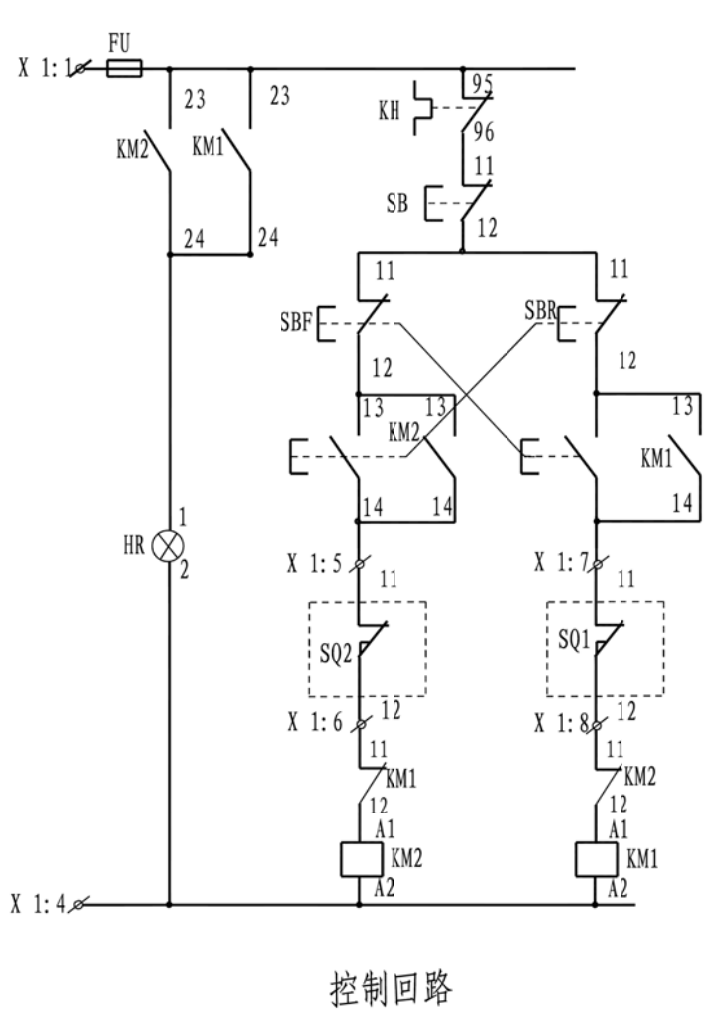 FU
X 1:1
95
23
23
KH
96
KM2
KM1
11
SB
12
24
24
11
11
SBF
SBR
12
12
13
13
13
KM2
KM1
14
14
14
1
HR
2
X 1:5
X 1:7
11
11
SQ2
SQ1
12
12
X 1:6
X 1:8
11
11
KM1
KM2
12
12
A1
A1
KM2
KM1
A2
A2
X 1:4
控制回路